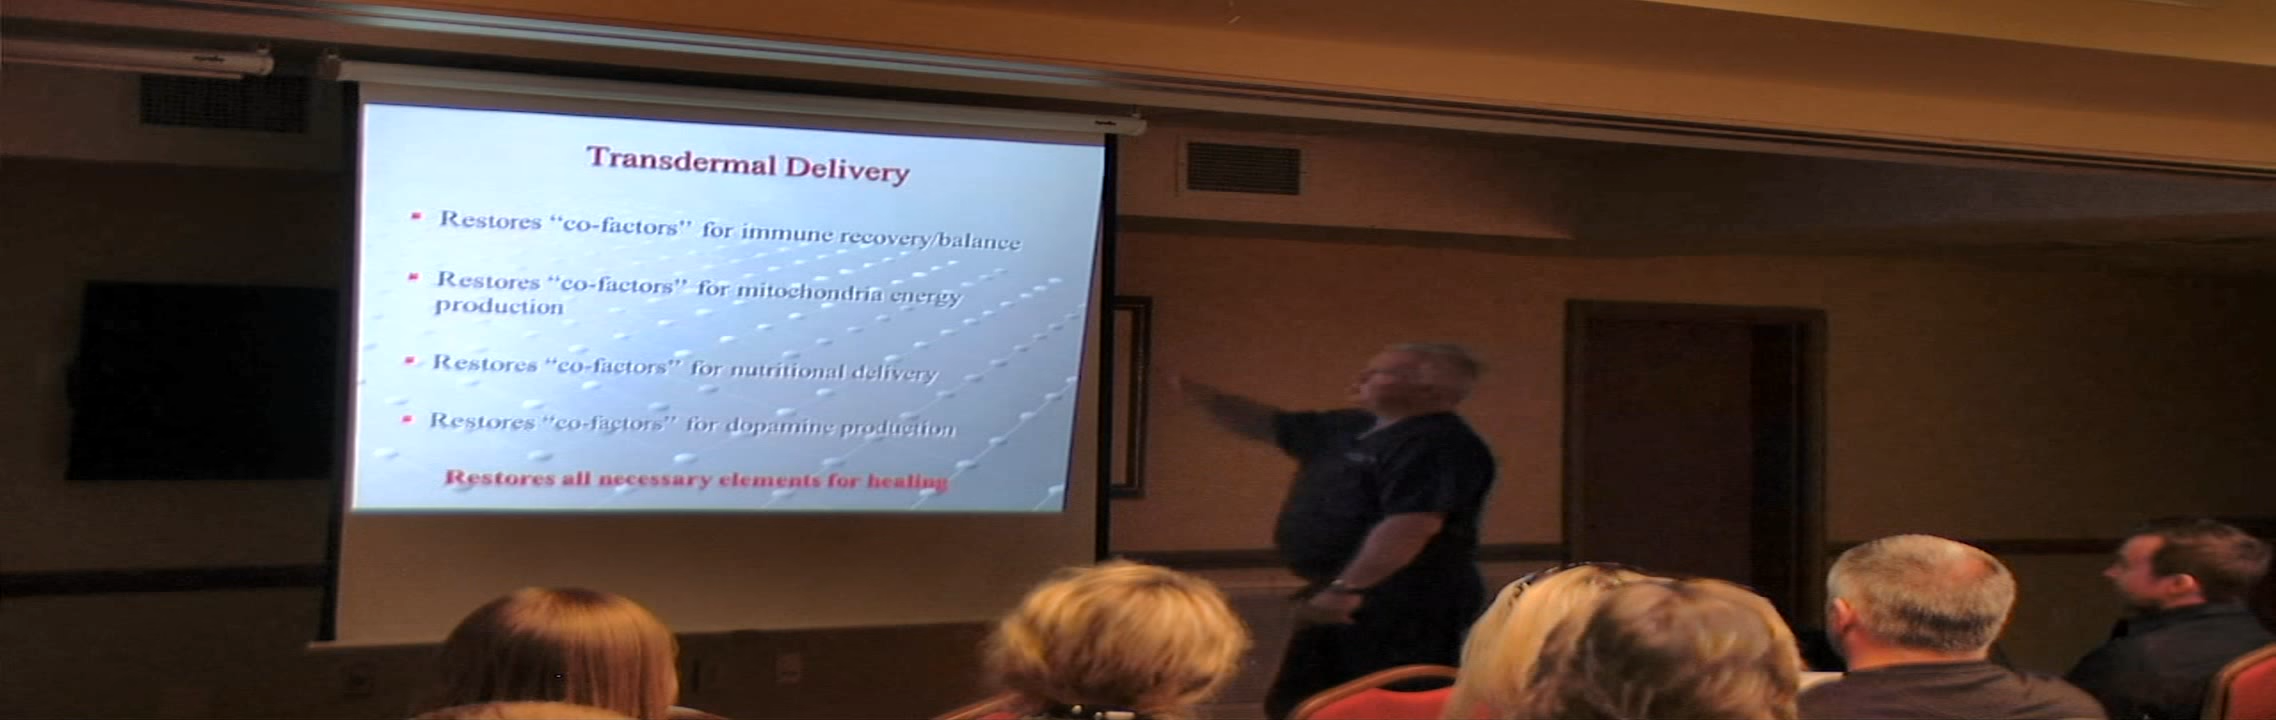 Transdermal Delivery
Restores “co-factors” for immune recovery/balance
Restores “co-factors” for mitochondria energy
production
Restores “co-factors” for nutritional delivery
Restores “co-factors” for dopamine production
Restores all necessary elements for healing